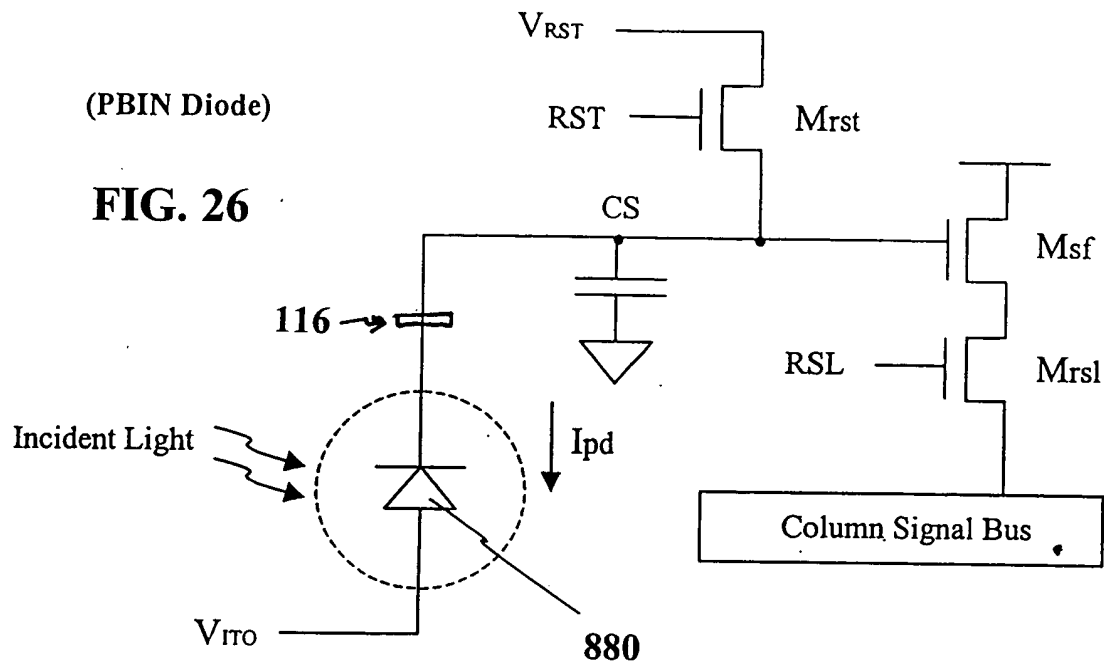 VRST
(PBIN Diode)
RST
Mrst
FIG. 26
CS
Msf
116
RSL
Mrsl
Incident Light
Ipd
Column Signal Bus
VITO
880